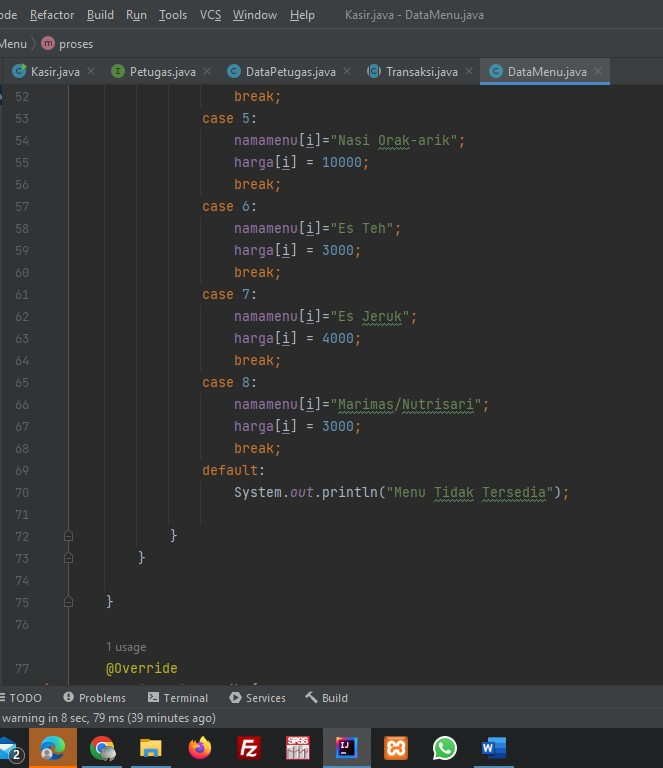 ode Refactor Build Run Tools VCS Window Help Kasir.java - DataMenu.java
Menu m proses
Kasir.java Petugas.java DataPetugas.java Transaksi.java DataMenu.java
52 break;
53 case 5:
54 namamenu[i]="Nasi Orak-arik";
55 harga[i] = 10000;
56 break;
57 case 6:
58 namamenu[i]="Es Teh";
59 harga[i] = 3000;
60 break;
61 case 7:
62 namamenu[i]="Es Jeruk";
63 harga[i] = 4000;
64 break;
65 case 8:
66 namamenu[i]="Marimas/Nutrisari";
67 harga[i] = 3000;
68 break;
69 default:
70 System.out.println("Menu Tidak Tersedia");
71
72 }
73 }
74
75 }
76
1 usage
77 @Override
TODO Problems Terminal Services Build
warning in 8 sec, 79 ms (39 minutes ago)
2 FZ SPSS IJ W